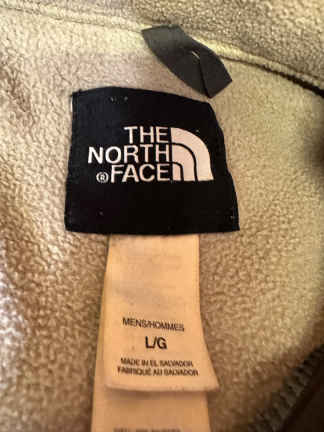 THE
NORTH
® FACE
MENS/HOMMES
L/G
MADE IN EL SALVADOR
FABRIQUÉ AU SALVADOR